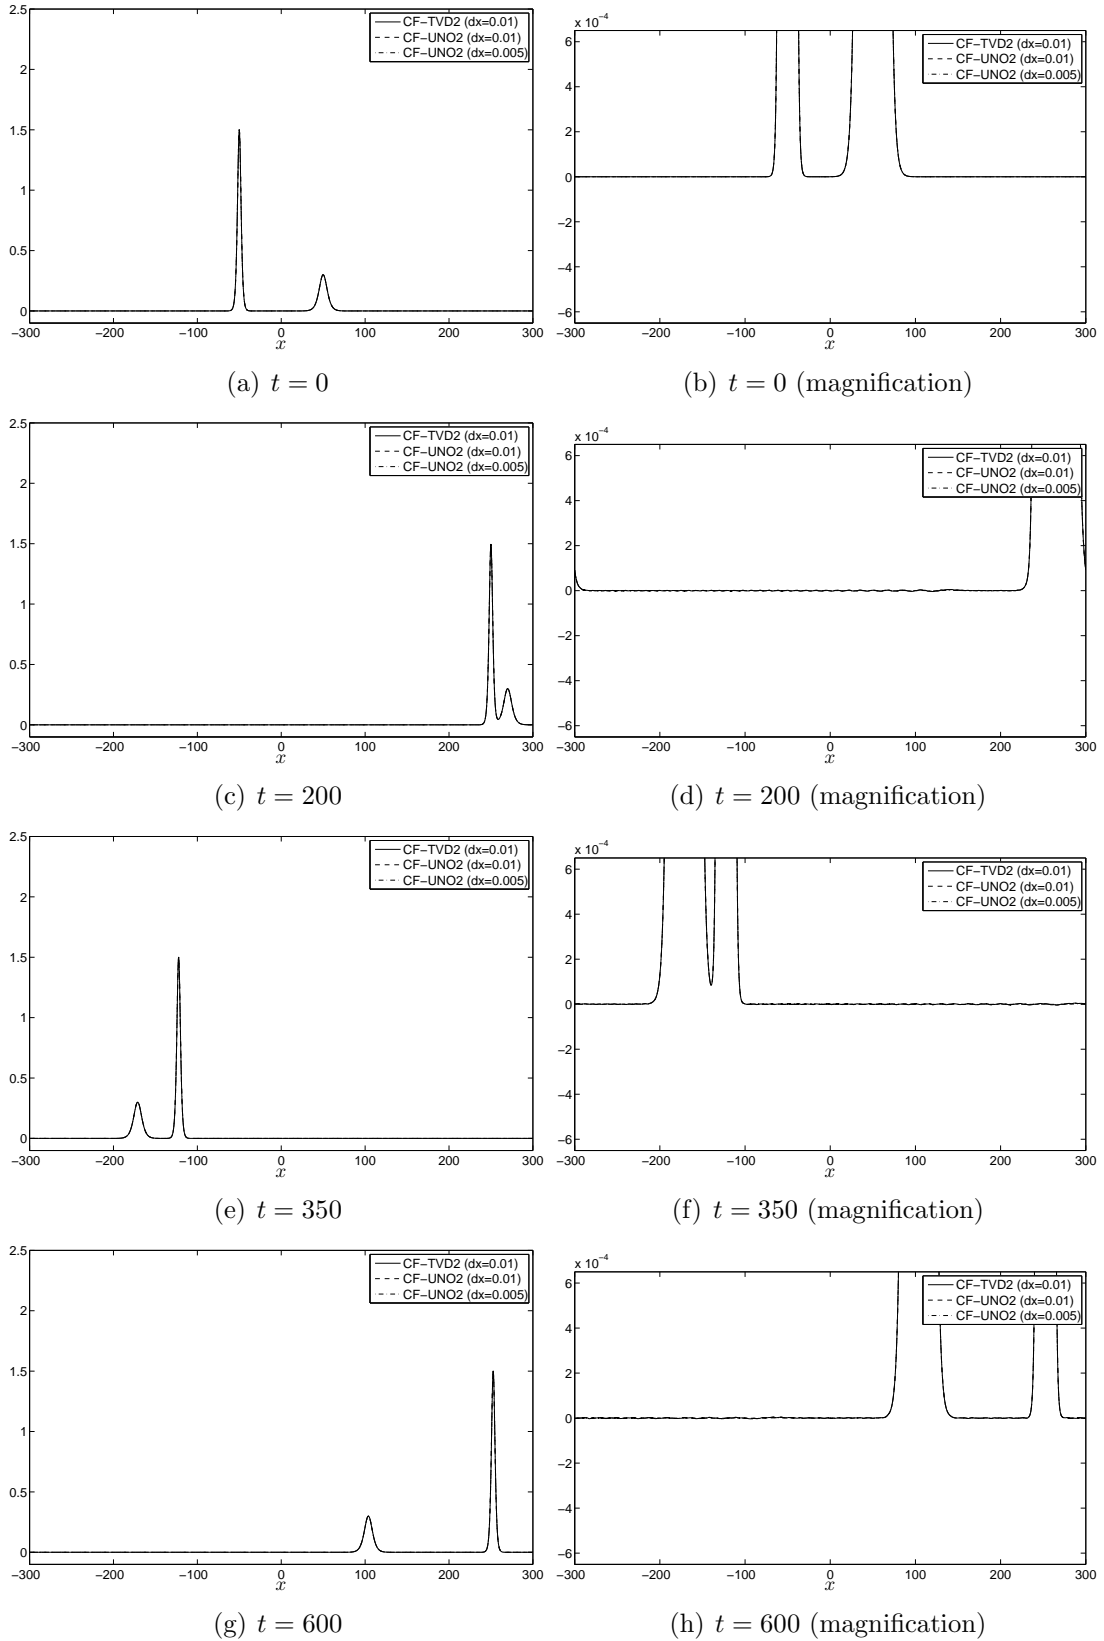 2.5
2
1.5
1
0.5
0
−300 −200 −100 0 100 200 300
x
CF−TVD2 (dx=0.01)
CF−UNO2 (dx=0.01)
CF−UNO2 (dx=0.005)
(a) t = 0
x 10⁻⁴
6
4
2
0
−2
−4
−6
−300 −200 −100 0 100 200 300
x
CF−TVD2 (dx=0.01)
CF−UNO2 (dx=0.01)
CF−UNO2 (dx=0.005)
(b) t = 0 (magnification)
2.5
2
1.5
1
0.5
0
−300 −200 −100 0 100 200 300
x
CF−TVD2 (dx=0.01)
CF−UNO2 (dx=0.01)
CF−UNO2 (dx=0.005)
(c) t = 200
x 10⁻⁴
6
4
2
0
−2
−4
−6
−300 −200 −100 0 100 200 300
x
CF−TVD2 (dx=0.01)
CF−UNO2 (dx=0.01)
CF−UNO2 (dx=0.005)
(d) t = 200 (magnification)
2.5
2
1.5
1
0.5
0
−300 −200 −100 0 100 200 300
x
CF−TVD2 (dx=0.01)
CF−UNO2 (dx=0.01)
CF−UNO2 (dx=0.005)
(e) t = 350
x 10⁻⁴
6
4
2
0
−2
−4
−6
−300 −200 −100 0 100 200 300
x
CF−TVD2 (dx=0.01)
CF−UNO2 (dx=0.01)
CF−UNO2 (dx=0.005)
(f) t = 350 (magnification)
2.5
2
1.5
1
0.5
0
−300 −200 −100 0 100 200 300
x
CF−TVD2 (dx=0.01)
CF−UNO2 (dx=0.01)
CF−UNO2 (dx=0.005)
(g) t = 600
x 10⁻⁴
6
4
2
0
−2
−4
−6
−300 −200 −100 0 100 200 300
x
CF−TVD2 (dx=0.01)
CF−UNO2 (dx=0.01)
CF−UNO2 (dx=0.005)
(h) t = 600 (magnification)